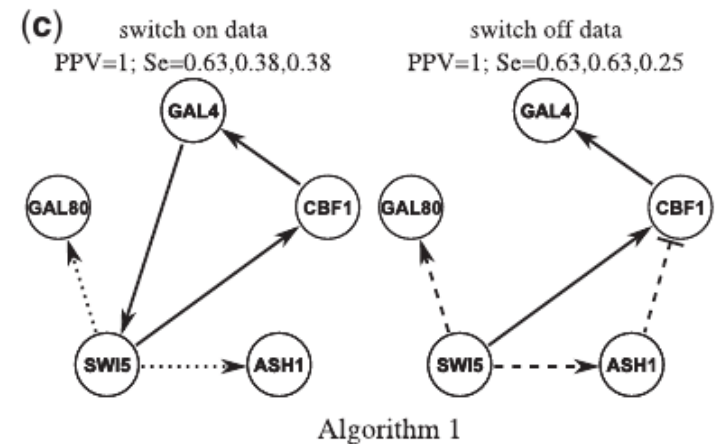 (c)
switch on data
PPV=1; Se=0.63,0.38,0.38
GAL4
GAL80
CBF1
SWI5
ASH1
switch off data
PPV=1; Se=0.63,0.63,0.25
GAL4
GAL80
CBF1
SWI5
ASH1
Algorithm 1